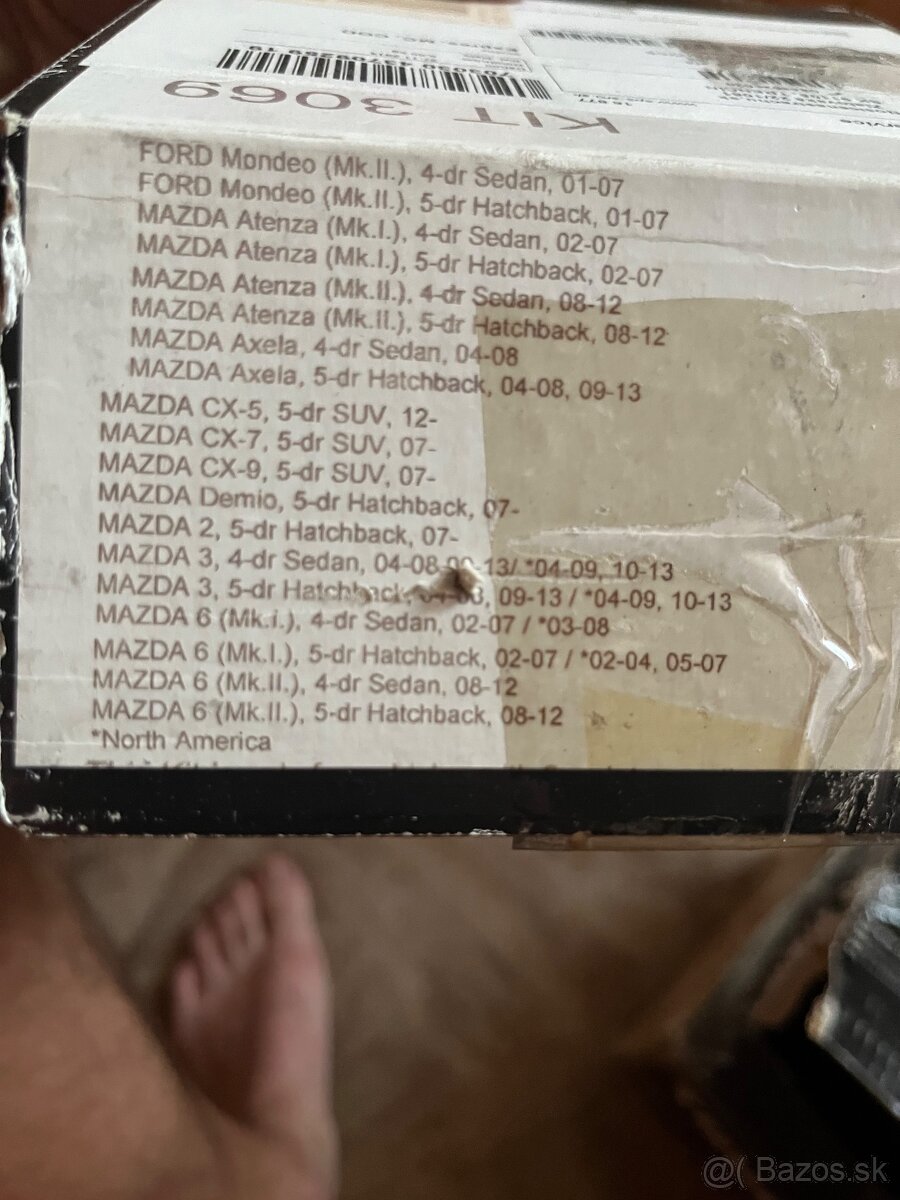 KIT 3069
FORD Mondeo (Mk.II.), 4-dr Sedan, 01-07
FORD Mondeo (Mk.II.), 5-dr Hatchback, 01-07
MAZDA Atenza (Mk.I.), 4-dr Sedan, 02-07
MAZDA Atenza (Mk.I.), 5-dr Hatchback, 02-07
MAZDA Atenza (Mk.II.), 4-dr Sedan, 08-12
MAZDA Atenza (Mk.II.), 5-dr Hatchback, 08-12
MAZDA Axela, 4-dr Sedan, 04-08
MAZDA Axela, 5-dr Hatchback, 04-08, 09-13
MAZDA CX-5, 5-dr SUV, 12-
MAZDA CX-7, 5-dr SUV, 07-
MAZDA CX-9, 5-dr SUV, 07-
MAZDA Demio, 5-dr Hatchback, 07-
MAZDA 2, 5-dr Hatchback, 07-
MAZDA 3, 4-dr Sedan, 04-08 09-13/ *04-09, 10-13
MAZDA 3, 5-dr Hatchback, 04-08, 09-13 / *04-09, 10-13
MAZDA 6 (Mk.i.), 4-dr Sedan, 02-07 / *03-08
MAZDA 6 (Mk.I.), 5-dr Hatchback, 02-07 / *02-04, 05-07
MAZDA 6 (Mk.II.), 4-dr Sedan, 08-12
MAZDA 6 (Mk.II.), 5-dr Hatchback, 08-12
*North America
@( Bazos.sk